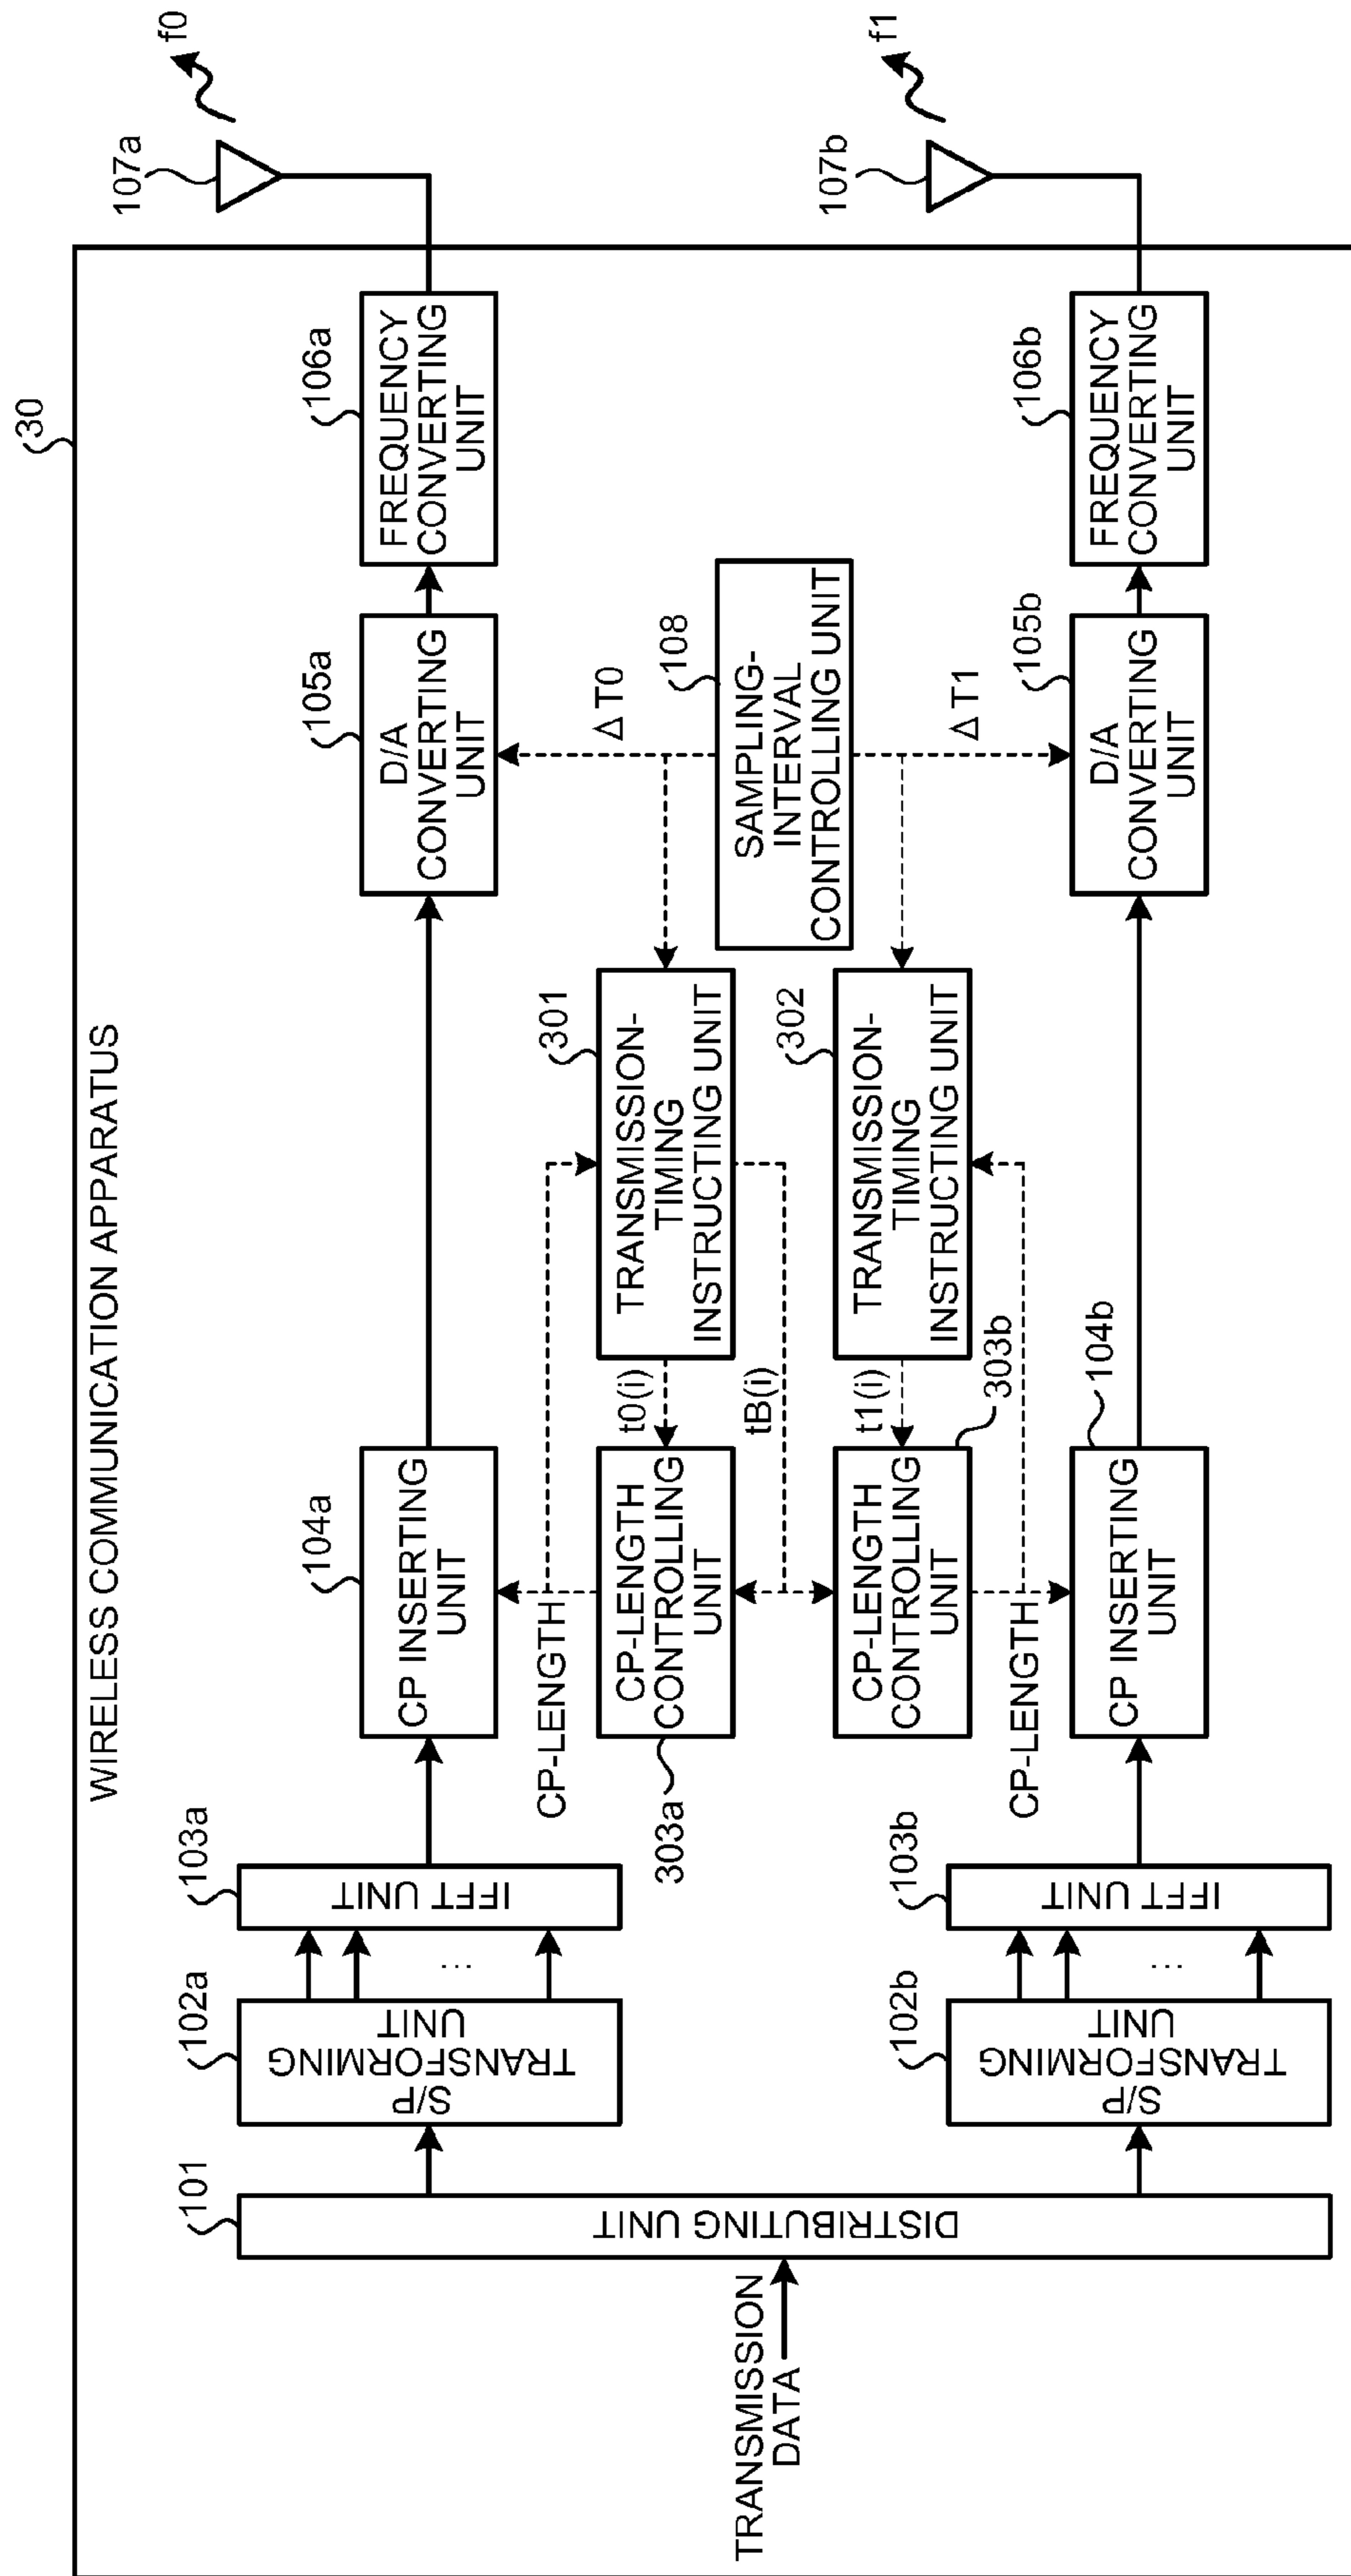 30
WIRELESS COMMUNICATION APPARATUS
TRANSMISSION
DATA
101
DISTRIBUTING UNIT
102a
S/P
TRANSFORMING
UNIT
...
103a
IFFT UNIT
104a
CP INSERTING
UNIT
105a
D/A
CONVERTING
UNIT
106a
FREQUENCY
CONVERTING
UNIT
107a
f0
CP-LENGTH
303a
CP-LENGTH
CONTROLLING
UNIT
t0(i)
tB(i)
301
TRANSMISSION-
TIMING
INSTRUCTING UNIT
ΔT0
108
SAMPLING-
INTERVAL
CONTROLLING UNIT
ΔT1
302
TRANSMISSION-
TIMING
INSTRUCTING UNIT
t1(i)
303b
CP-LENGTH
CONTROLLING
UNIT
CP-LENGTH
102b
S/P
TRANSFORMING
UNIT
...
103b
IFFT UNIT
104b
CP INSERTING
UNIT
105b
D/A
CONVERTING
UNIT
106b
FREQUENCY
CONVERTING
UNIT
107b
f1